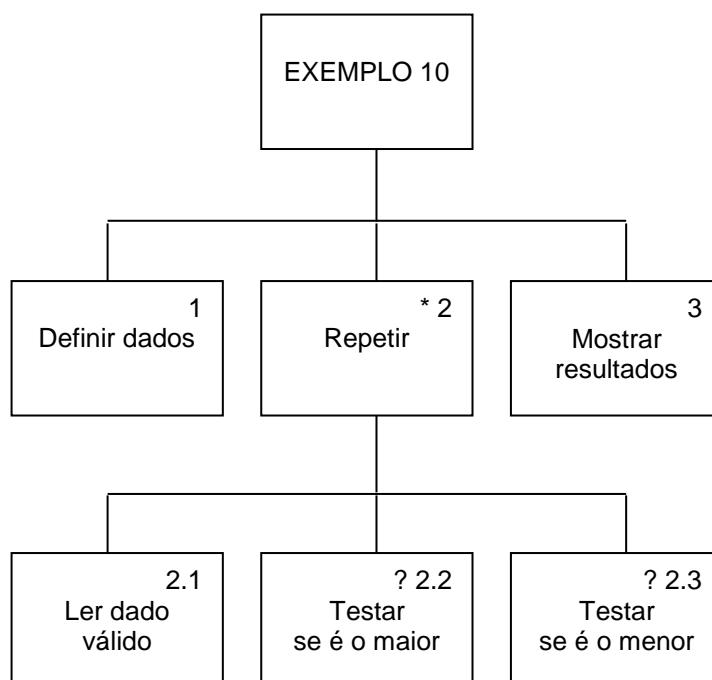 EXEMPLO 10
1
Definir dados
* 2
Repetir
3
Mostrar
resultados
2.1
Ler dado
válido
? 2.2
Testar
se é o maior
? 2.3
Testar
se é o menor